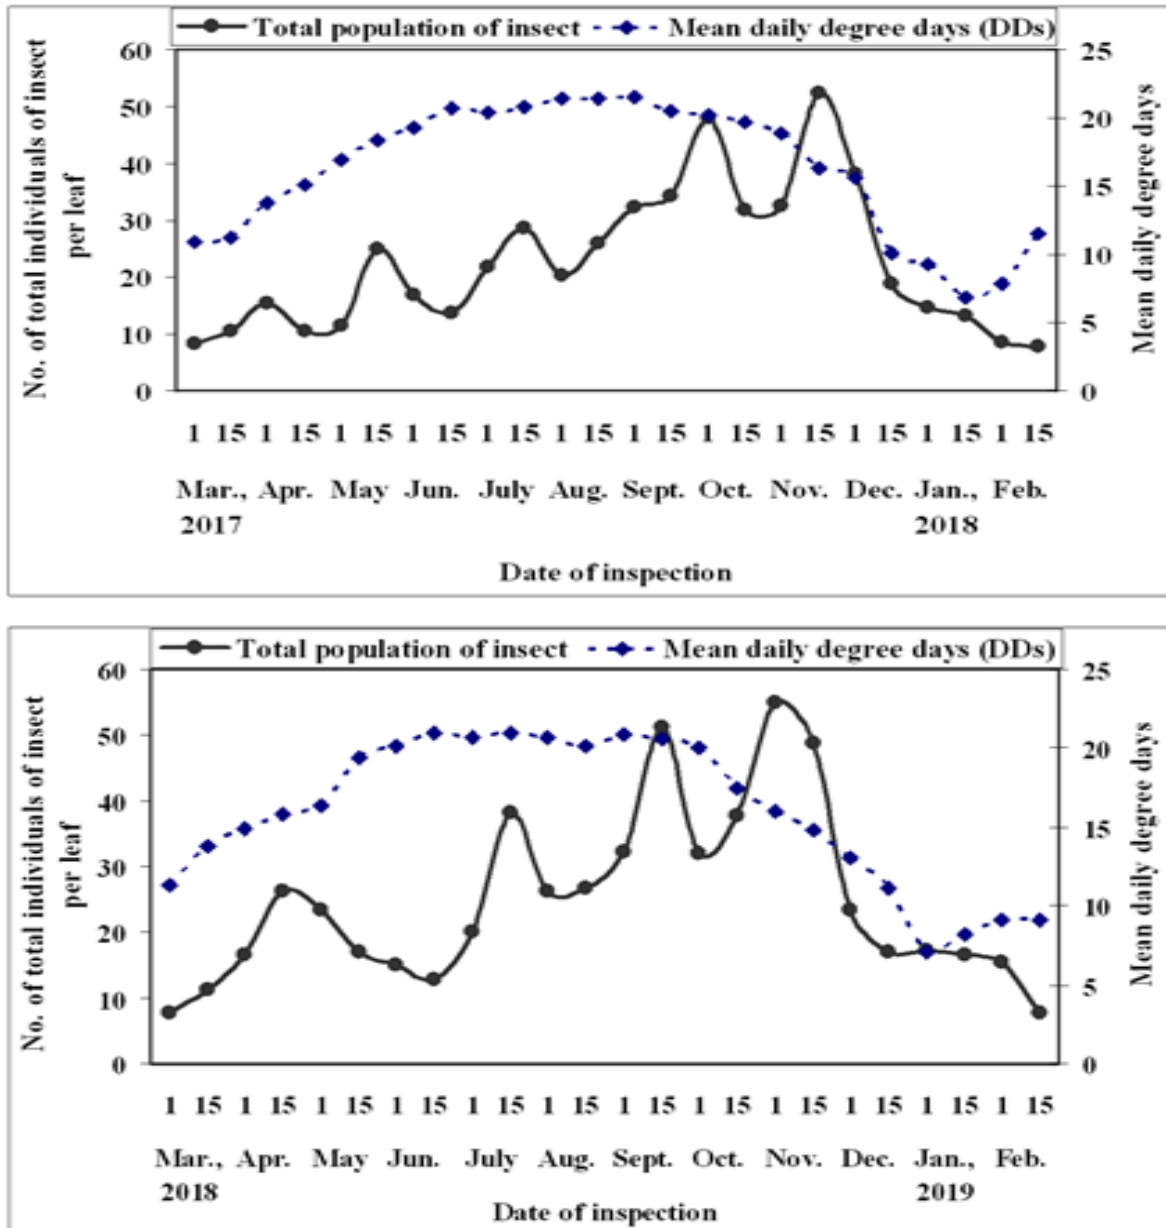 Total population of insect Mean daily degree days (DDs)
No. of total individuals of insect
per leaf
60
50
40
30
20
10
0
25
20
15
10
5
0
Mean daily degree days
1 15 1 15 1 15 1 15 1 15 1 15 1 15 1 15 1 15 1 15 1 15 1 15
Mar., Apr. May Jun. July Aug. Sept. Oct. Nov. Dec. Jan., Feb.
2017 2018
Date of inspection
Total population of insect Mean daily degree days (DDs)
No. of total individuals of insect
per leaf
60
50
40
30
20
10
0
25
20
15
10
5
0
Mean daily degree days
1 15 1 15 1 15 1 15 1 15 1 15 1 15 1 15 1 15 1 15 1 15 1 15
Mar., Apr. May Jun. July Aug. Sept. Oct. Nov. Dec. Jan., Feb.
2018 2019
Date of inspection